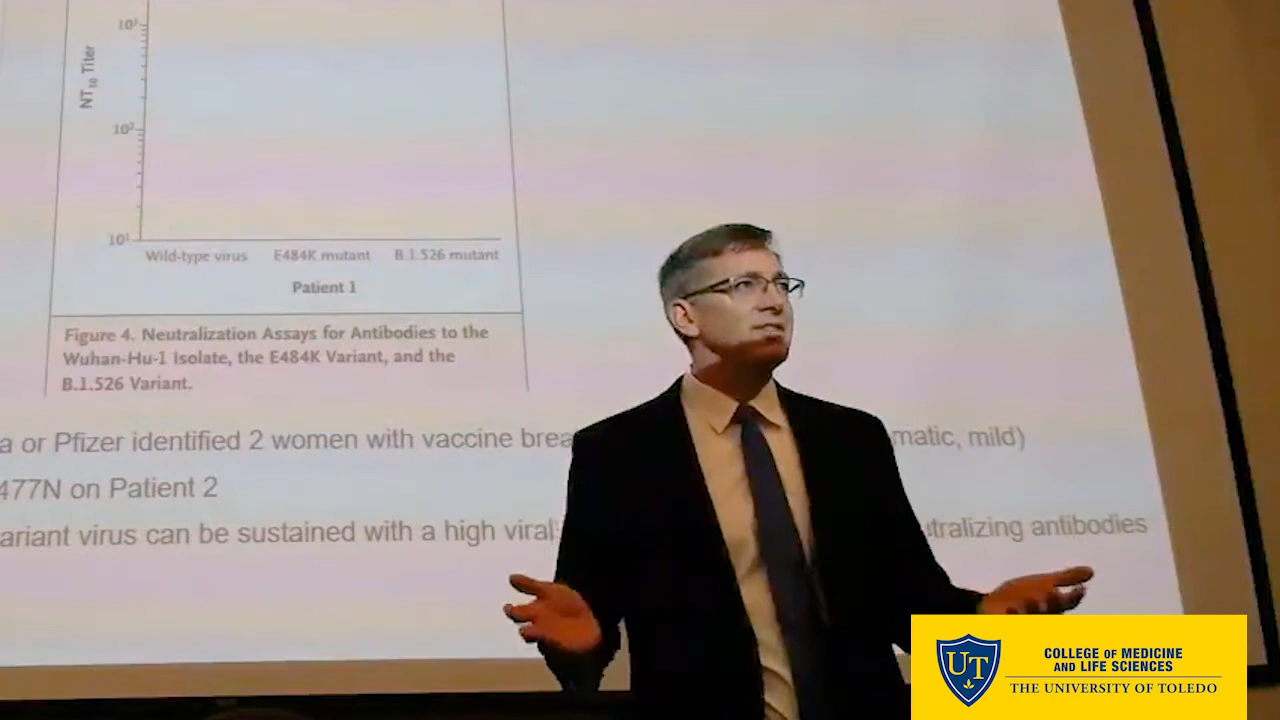 10³
NT₅₀ Titer
10²
10¹
Wild-type virus E484K mutant B.1.526 mutant
Patient 1
Figure 4. Neutralization Assays for Antibodies to the
Wuhan-Hu-1 Isolate, the E484K Variant, and the
B.1.526 Variant.
a or Pfizer identified 2 women with vaccine brea matic, mild)
477N on Patient 2
ariant virus can be sustained with a high viral tralizing antibodies
UT
COLLEGE OF MEDICINE
AND LIFE SCIENCES
THE UNIVERSITY OF TOLEDO